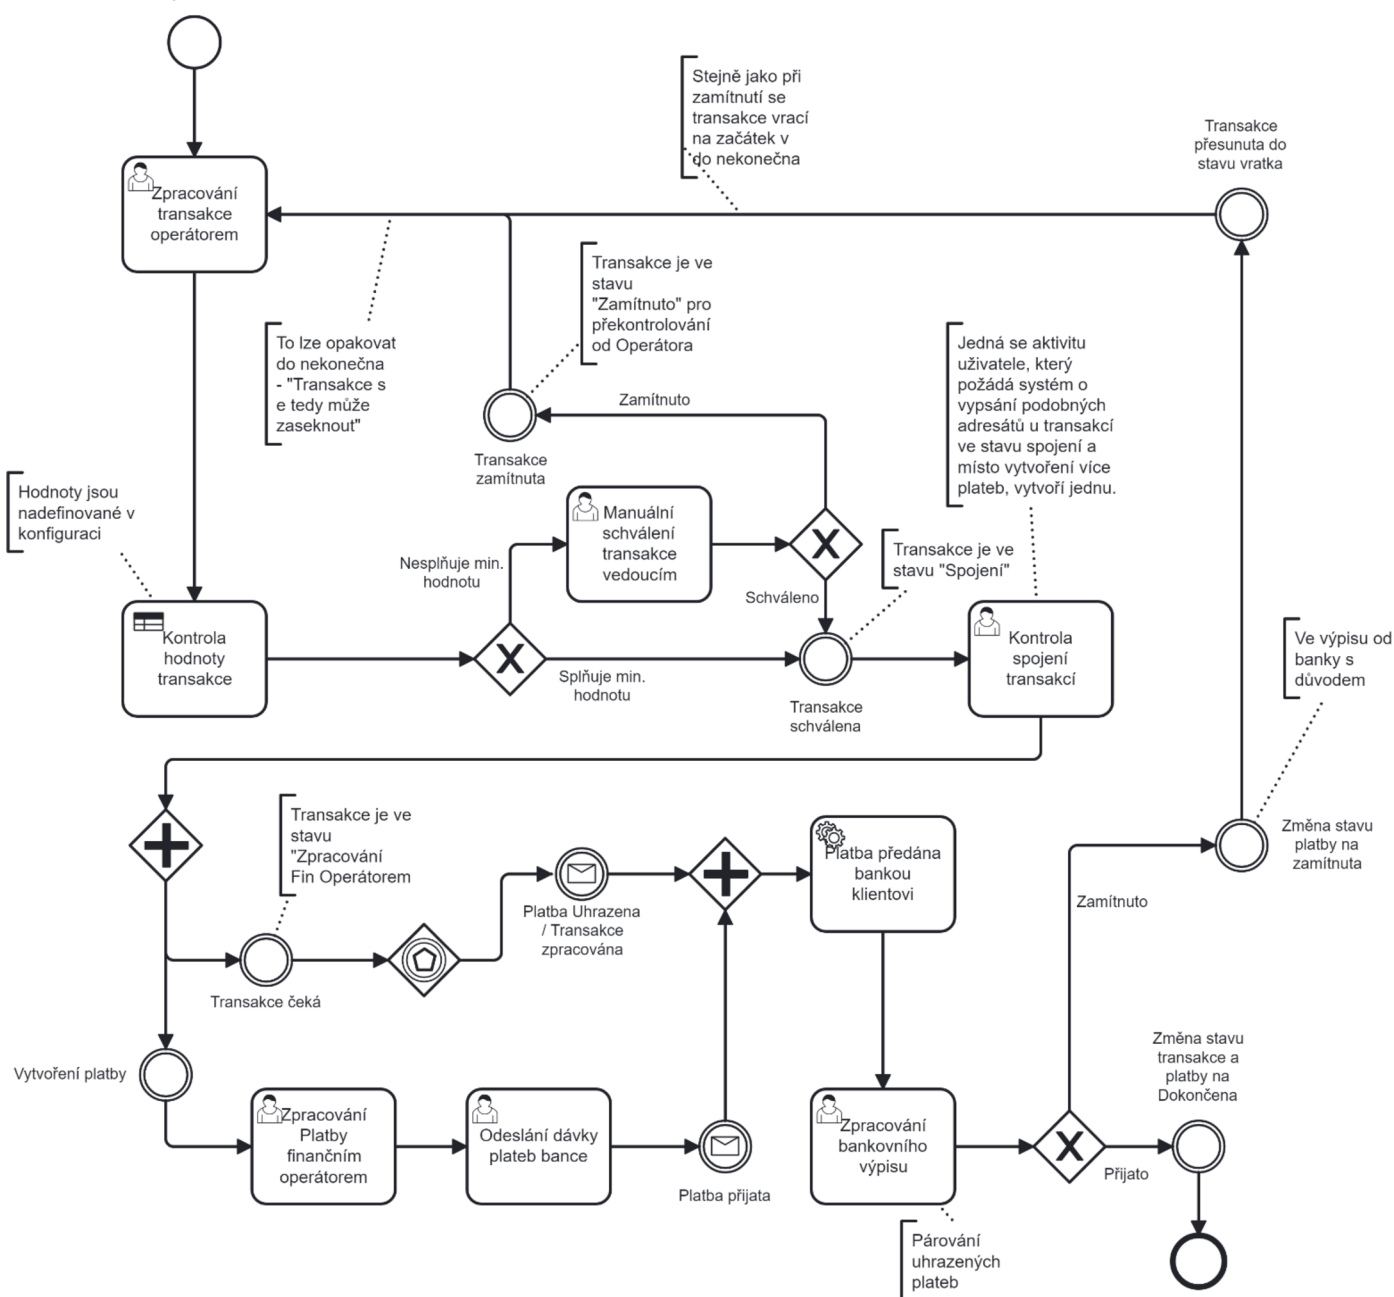 Stejně jako při
zamítnutí se
transakce vrací
na začátek v
do nekonečna
Transakce
přesunuta do
stavu vratka
Zpracování
transakce
operátorem
Transakce je ve
stavu
"Zamítnuto" pro
překontrolování
od Operátora
To lze opakovat
do nekonečna
- "Transakce s
e tedy může
zaseknout"
Jedná se aktivitu
uživatele, který
požádá systém o
vypsání podobných
adresátů u transakcí
ve stavu spojení a
místo vytvoření více
plateb, vytvoří jednu.
Zamítnuto
Transakce
zamítnuta
Hodnoty jsou
nadefinované v
konfiguraci
Manuální
schválení
transakce
vedoucím
Nesplňuje min.
hodnotu
Transakce je ve
stavu "Spojení"
Schváleno
Kontrola
hodnoty
transakce
Splňuje min.
hodnotu
Transakce
schválena
Kontrola
spojení
transakcí
Ve výpisu od
banky s
důvodem
Transakce je ve
stavu
"Zpracování
Fin Operátorem
Platba předána
bankou
klientovi
Změna stavu
platby na
zamítnuta
Platba Uhrazena
/ Transakce
zpracována
Zamítnuto
Transakce čeká
Vytvoření platby
Změna stavu
transakce a
platby na
Dokončena
Zpracování
Platby
finančním
operátorem
Odeslání dávky
plateb bance
Platba přijata
Zpracování
bankovního
výpisu
Přijato
Párování
uhrazených
plateb